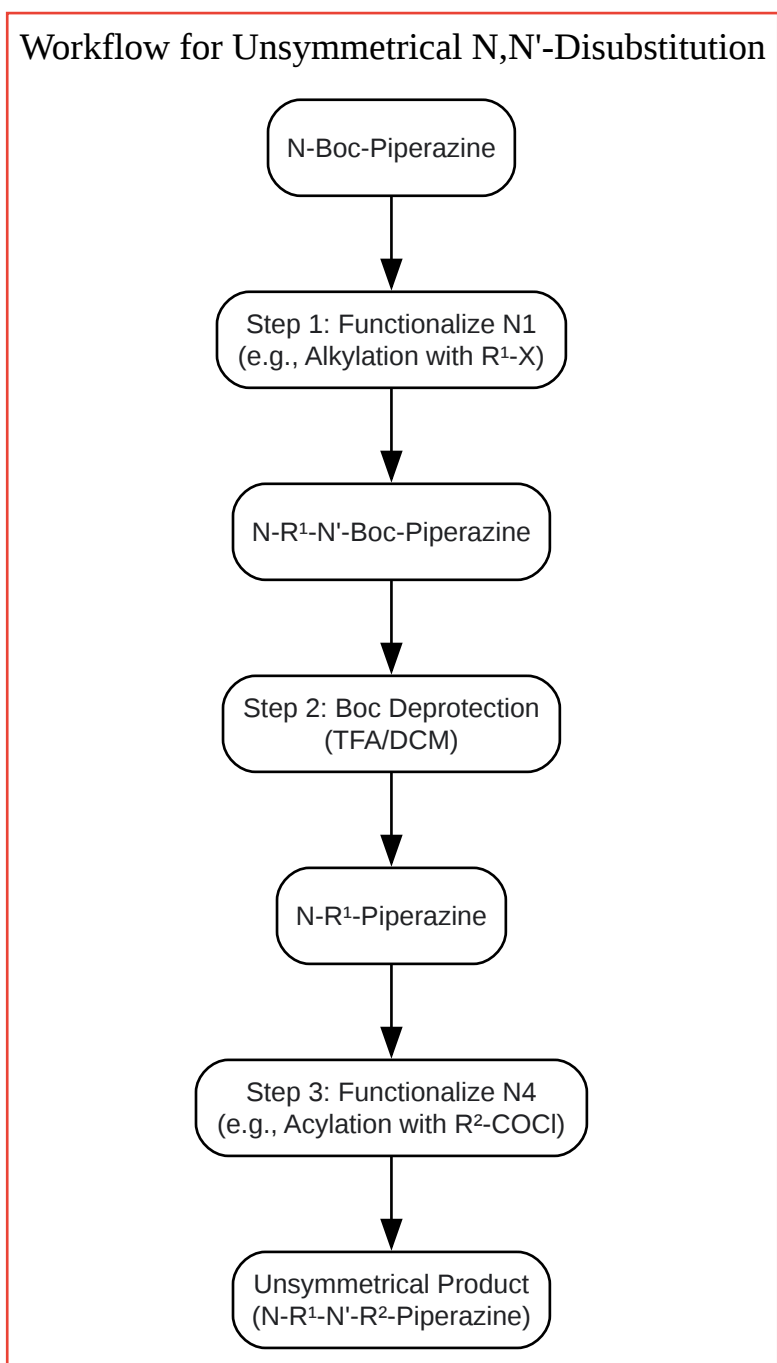 Workflow for Unsymmetrical N,N'-Disubstitution
N-Boc-Piperazine
Step 1: Functionalize N1
(e.g., Alkylation with R¹-X)
N-R¹-N'-Boc-Piperazine
Step 2: Boc Deprotection
(TFA/DCM)
N-R¹-Piperazine
Step 3: Functionalize N4
(e.g., Acylation with R²-COCl)
Unsymmetrical Product
(N-R¹-N'-R²-Piperazine)